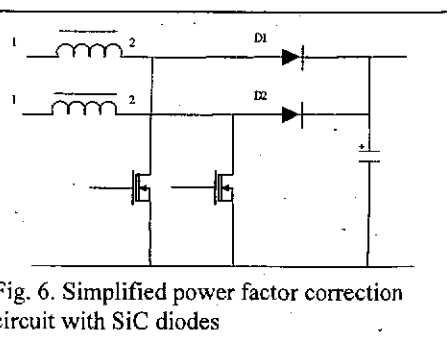 1 2 D1
1 2 D2
+
Fig. 6. Simplified power factor correction
circuit with SiC diodes